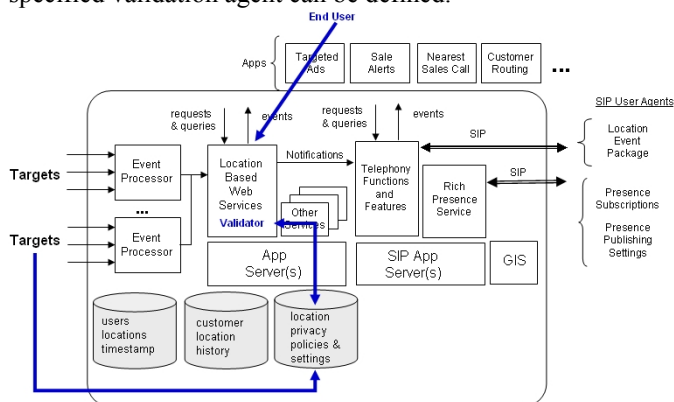 specified validation agent can be defined.
End User
Apps
Targeted
Ads
Sale
Alerts
Nearest
Sales Call
Customer
Routing
...
requests
& queries
events
requests
& queries
events
SIP User Agents
SIP
Location
Event
Package
Targets
Event
Processor
Location
Based
Web
Services
Validator
Notifications
Other
Services
Telephony
Functions
and
Features
Rich
Presence
Service
SIP
Presence
Subscriptions
Presence
Publishing
Settings
...
Targets
Event
Processor
App
Server(s)
SIP App
Server(s)
GIS
users
locations
timestamp
customer
location
history
location
privacy
policies &
settings